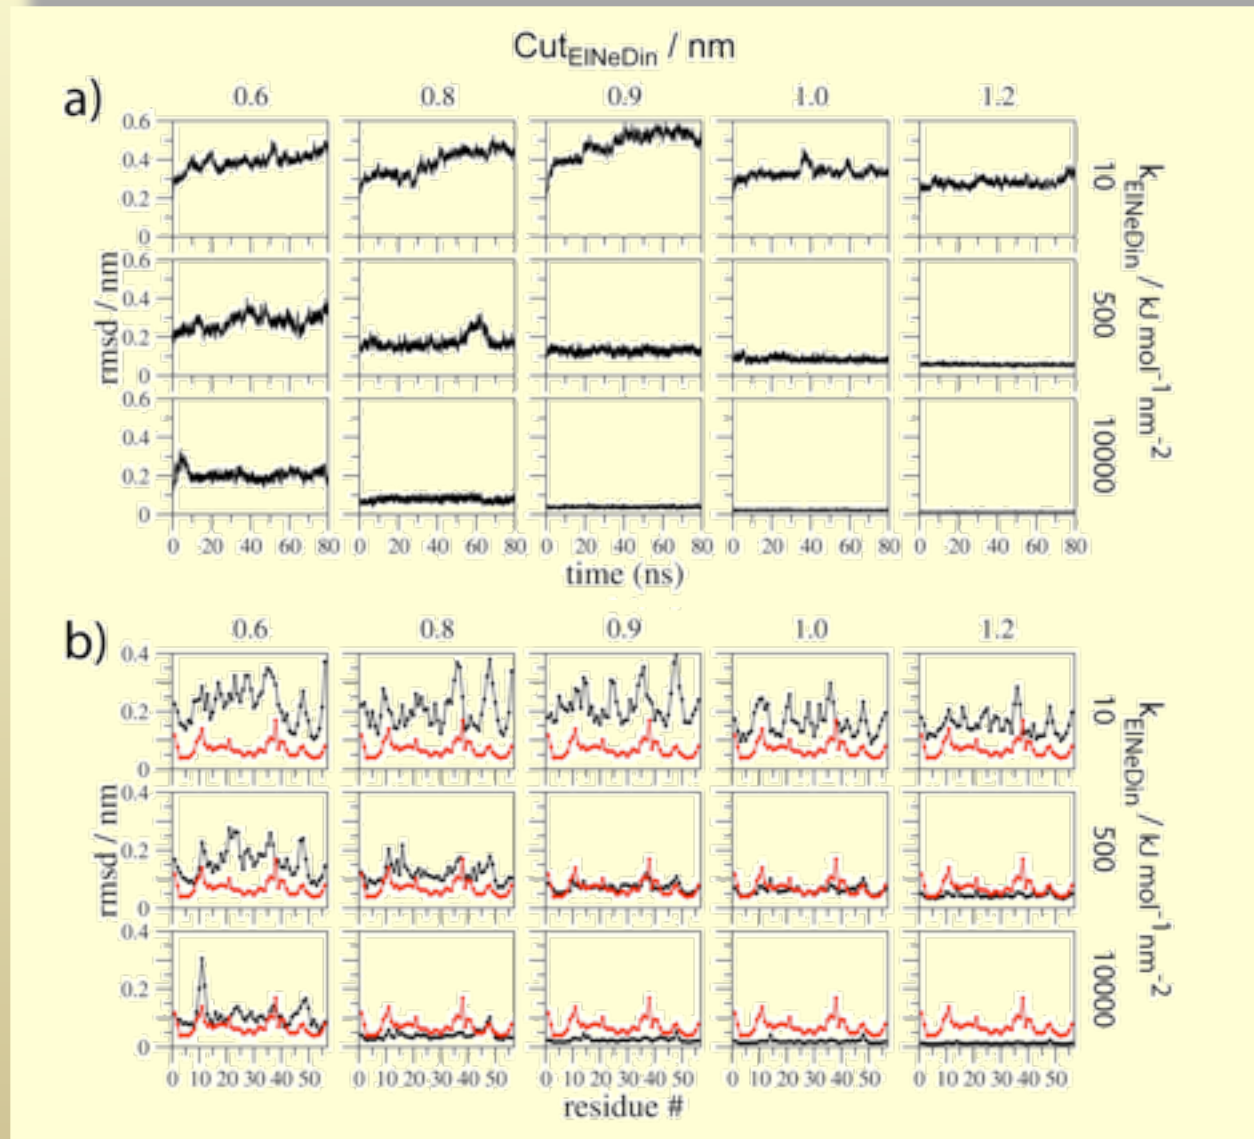 Cut_ElNeDin / nm
a)
0.6 0.8 0.9 1.0 1.2
0.6
0.4
0.2
0
0.6
0.4
0.2
0
0.6
0.4
0.2
0
rmsd / nm
10 500 10000
k_ElNeDin / kJ mol⁻¹ nm⁻²
0 20 40 60 80 0 20 40 60 80 0 20 40 60 80 0 20 40 60 80 0 20 40 60 80
time (ns)
b)
0.6 0.8 0.9 1.0 1.2
0.4
0.2
0
0.4
0.2
0
0.4
0.2
0
rmsd / nm
10 500 10000
k_ElNeDin / kJ mol⁻¹ nm⁻²
0 10 20 30 40 50 0 10 20 30 40 50 0 10 20 30 40 50 0 10 20 30 40 50 0 10 20 30 40 50
residue #